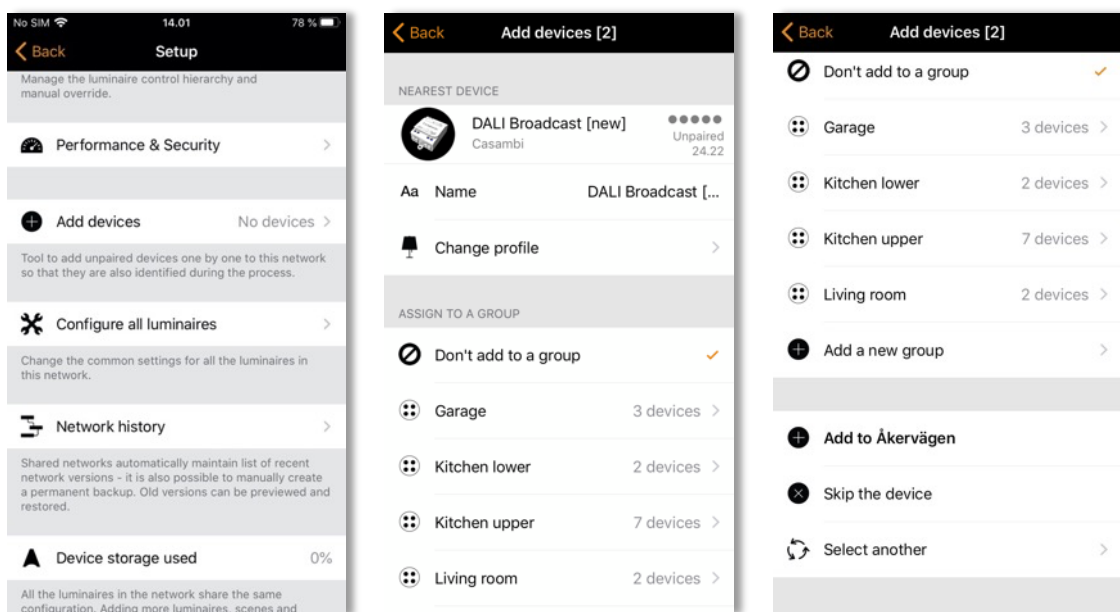 No SIM 14.01 78 %
Back Setup
Manage the luminaire control hierarchy and
manual override.
Performance & Security
Add devices No devices
Tool to add unpaired devices one by one to this network
so that they are also identified during the process.
Configure all luminaires
Change the common settings for all the luminaires in
this network.
Network history
Shared networks automatically maintain list of recent
network versions - it is also possible to manually create
a permanent backup. Old versions can be previewed and
restored.
Device storage used 0%
All the luminaires in the network share the same
configuration. Adding more luminaires, scenes and
Back Add devices [2]
NEAREST DEVICE
DALI Broadcast [new]
Casambi
Unpaired
24.22
Aa Name DALI Broadcast [...
Change profile
ASSIGN TO A GROUP
Don't add to a group
Garage 3 devices
Kitchen lower 2 devices
Kitchen upper 7 devices
Living room 2 devices
Back Add devices [2]
Don't add to a group
Garage 3 devices
Kitchen lower 2 devices
Kitchen upper 7 devices
Living room 2 devices
Add a new group
Add to Åkervägen
Skip the device
Select another